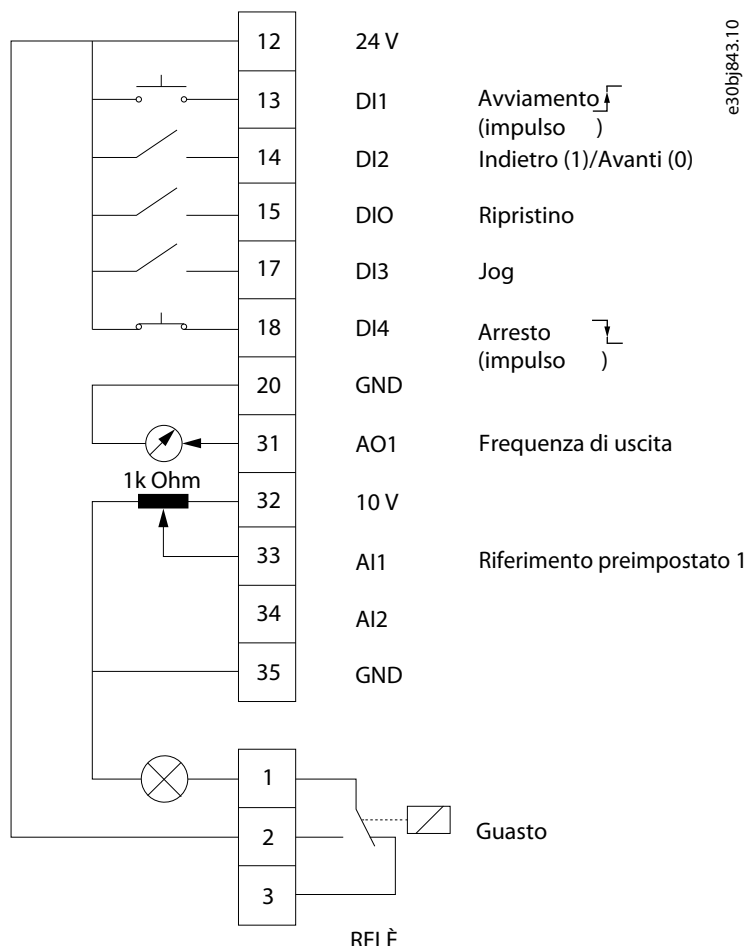 e30bj843.10
12 24 V
13 DI1 Avviamento
(impulso )
14 DI2 Indietro (1)/Avanti (0)
15 DIO Ripristino
17 DI3 Jog
18 DI4 Arresto
(impulso )
20 GND
31 AO1 Frequenza di uscita
1k Ohm
32 10 V
33 AI1 Riferimento preimpostato 1
34 AI2
35 GND
1
2 Guasto
3
RELÈ